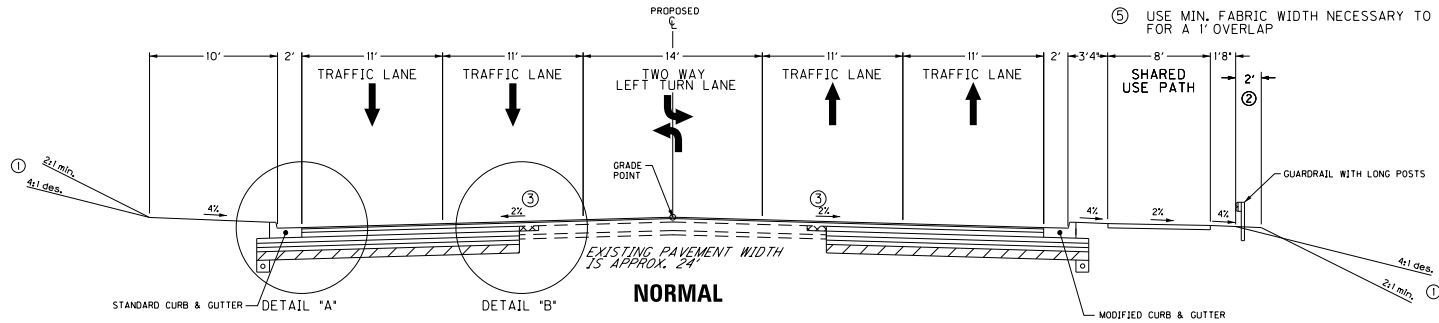 PROPOSED
℄
⑤ USE MIN. FABRIC WIDTH NECESSARY TO
FOR A 1' OVERLAP
10' 2' 11' 11' 14' 11' 11' 2' 3'4" 8' 1'8"
TRAFFIC LANE
TRAFFIC LANE
TWO WAY
LEFT TURN LANE
TRAFFIC LANE
TRAFFIC LANE
SHARED
USE PATH
2'
②
① 2:1 min.
4:1 des.
GRADE
POINT
GUARDRAIL WITH LONG POSTS
4%
③
2%
2%
③
4%
2%
4%
EXISTING PAVEMENT WIDTH
IS APPROX. 24'
4:1 des.
2:1 min. ①
STANDARD CURB & GUTTER
DETAIL "A"
DETAIL "B"
NORMAL
MODIFIED CURB & GUTTER